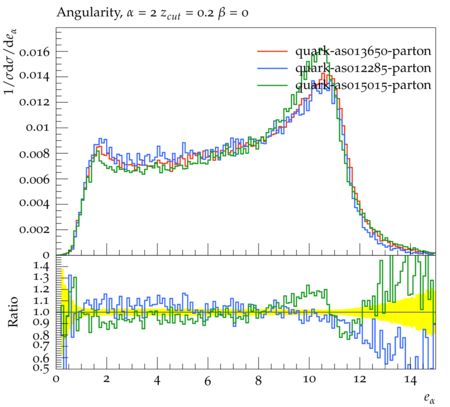 Angularity, α = 2 z_cut = 0.2 β = 0
1/σdσ/de_α
0.016
0.014
0.012
0.01
0.008
0.006
0.004
0.002
0
quark-as013650-parton
quark-as012285-parton
quark-as015015-parton
Ratio
1.4
1.3
1.2
1.1
1.0
0.9
0.8
0.7
0.6
0.5
0 2 4 6 8 10 12 14
e_α